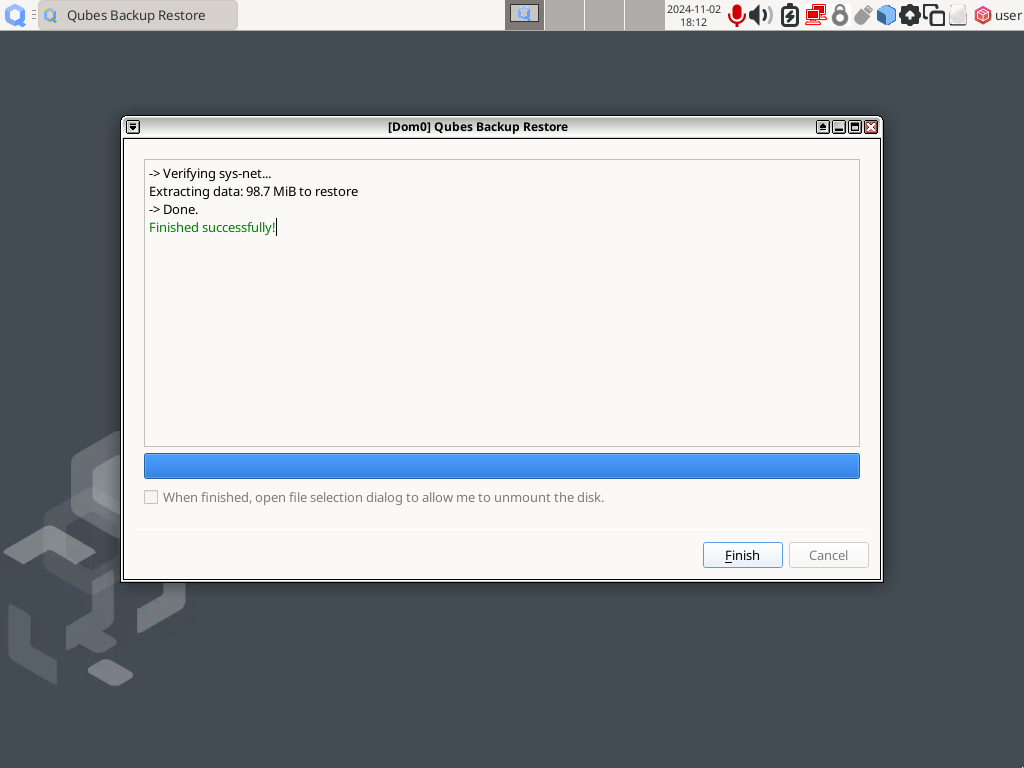 Qubes Backup Restore
2024-11-02
18:12
user
[Dom0] Qubes Backup Restore
-> Verifying sys-net...
Extracting data: 98.7 MiB to restore
-> Done.
Finished successfully!
When finished, open file selection dialog to allow me to unmount the disk.
Finish
Cancel